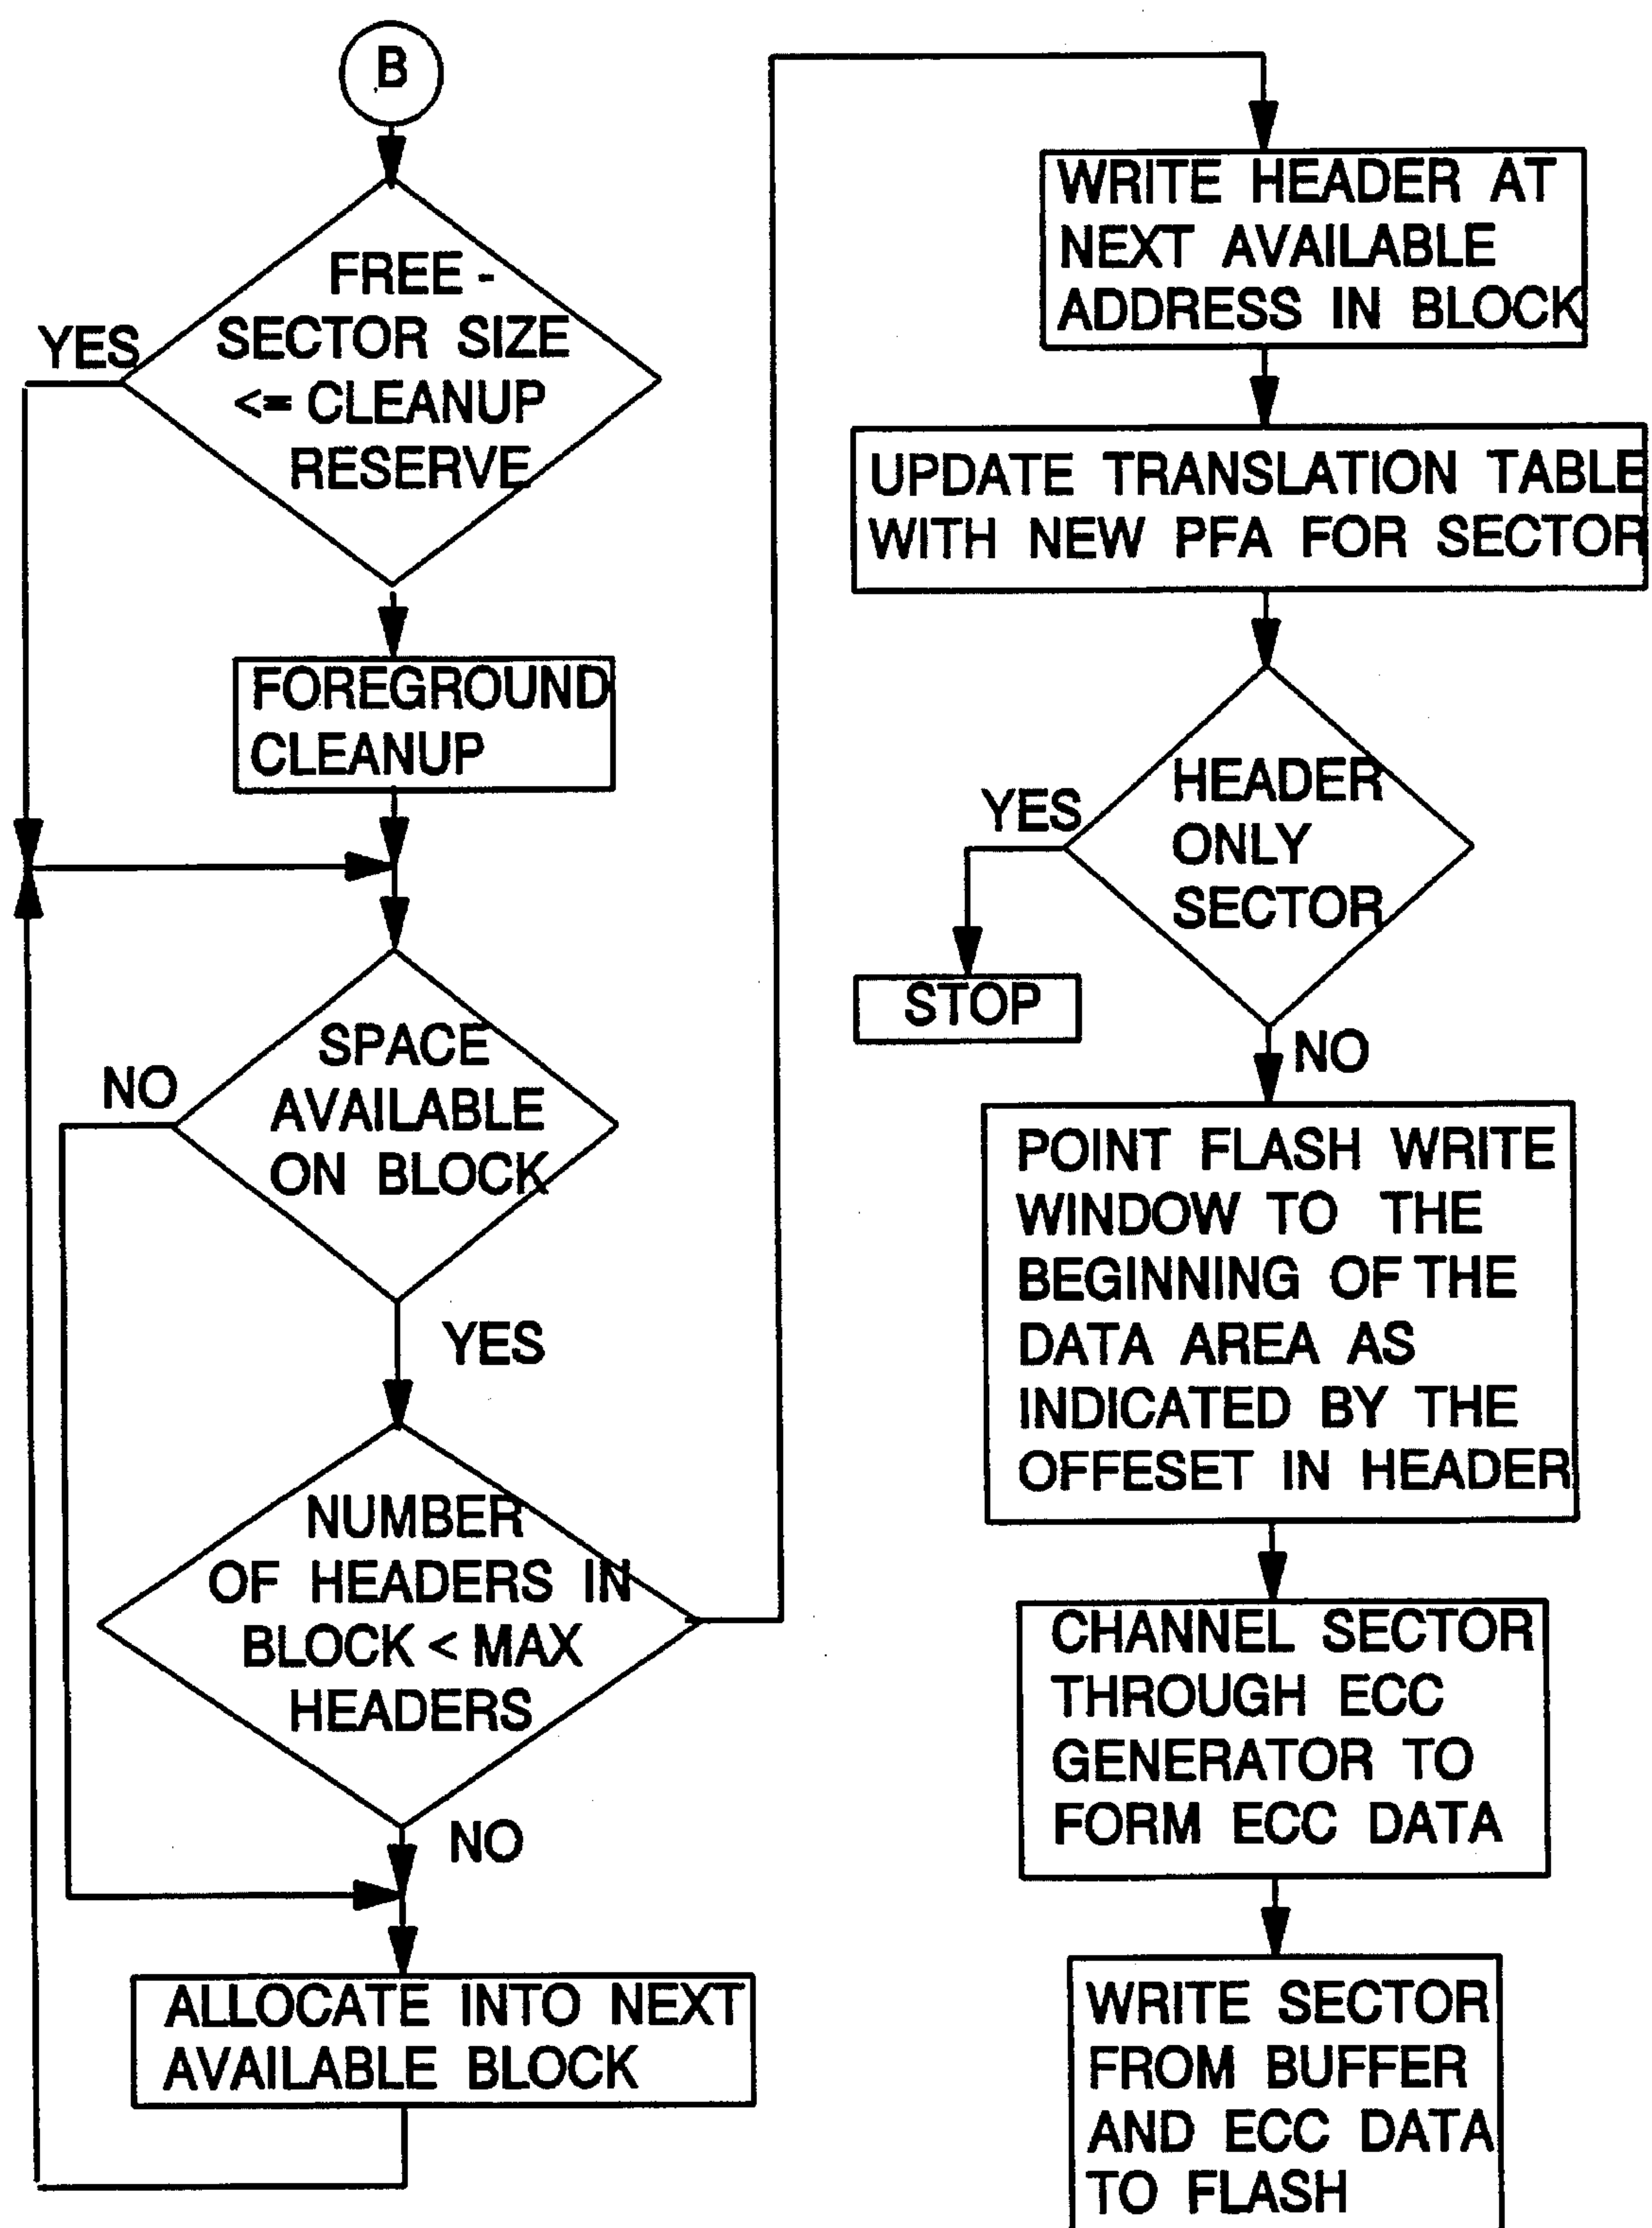 B
FREE -
SECTOR SIZE
<= CLEANUP
RESERVE
YES
FOREGROUND
CLEANUP
SPACE
AVAILABLE
ON BLOCK
NO
YES
NUMBER
OF HEADERS IN
BLOCK < MAX
HEADERS
NO
ALLOCATE INTO NEXT
AVAILABLE BLOCK
WRITE HEADER AT
NEXT AVAILABLE
ADDRESS IN BLOCK
UPDATE TRANSLATION TABLE
WITH NEW PFA FOR SECTOR
HEADER
ONLY
SECTOR
YES
STOP
NO
POINT FLASH WRITE
WINDOW TO THE
BEGINNING OF THE
DATA AREA AS
INDICATED BY THE
OFFESET IN HEADER
CHANNEL SECTOR
THROUGH ECC
GENERATOR TO
FORM ECC DATA
WRITE SECTOR
FROM BUFFER
AND ECC DATA
TO FLASH